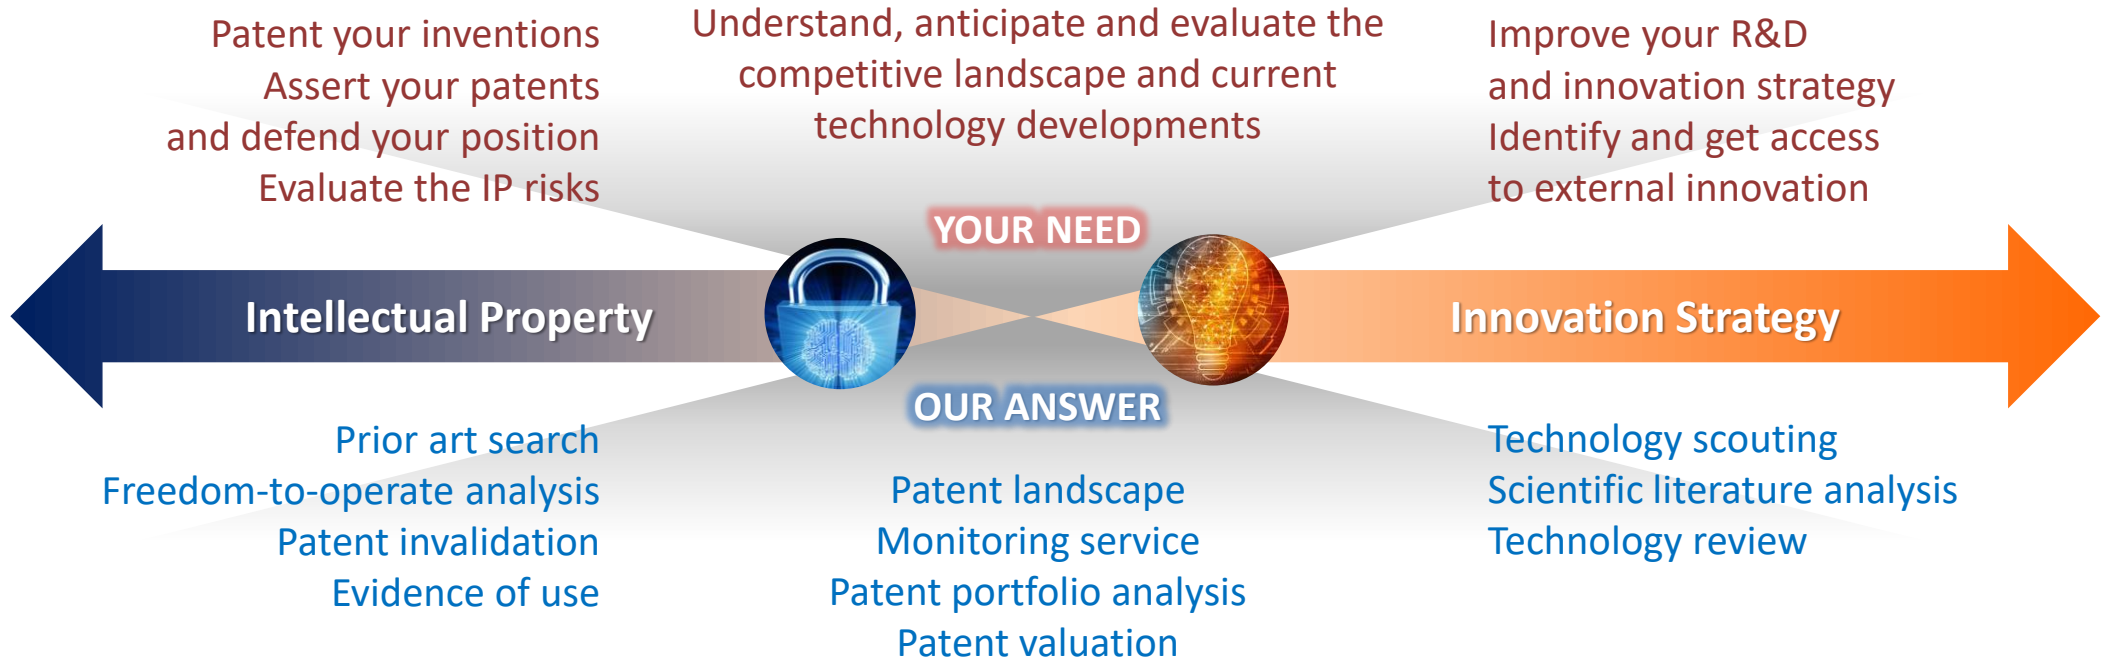 Patent your inventions
Assert your patents
and defend your position
Evaluate the IP risks
Understand, anticipate and evaluate the
competitive landscape and current
technology developments
Improve your R&D
and innovation strategy
Identify and get access
to external innovation
YOUR NEED
Intellectual Property
Innovation Strategy
OUR ANSWER
Prior art search
Freedom-to-operate analysis
Patent invalidation
Evidence of use
Patent landscape
Monitoring service
Patent portfolio analysis
Patent valuation
Technology scouting
Scientific literature analysis
Technology review